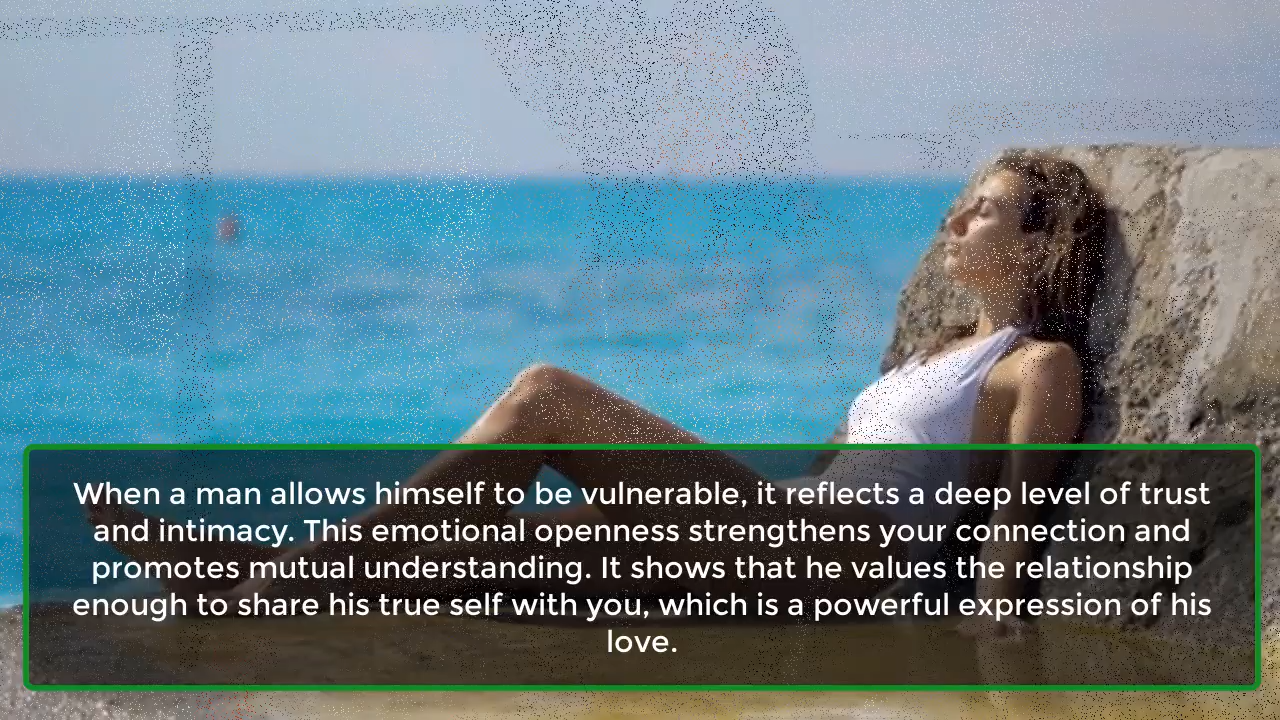 When a man allows himself to be vulnerable, it reflects a deep level of trust
and intimacy. This emotional openness strengthens your connection and
promotes mutual understanding. It shows that he values the relationship
enough to share his true self with you, which is a powerful expression of his
love.